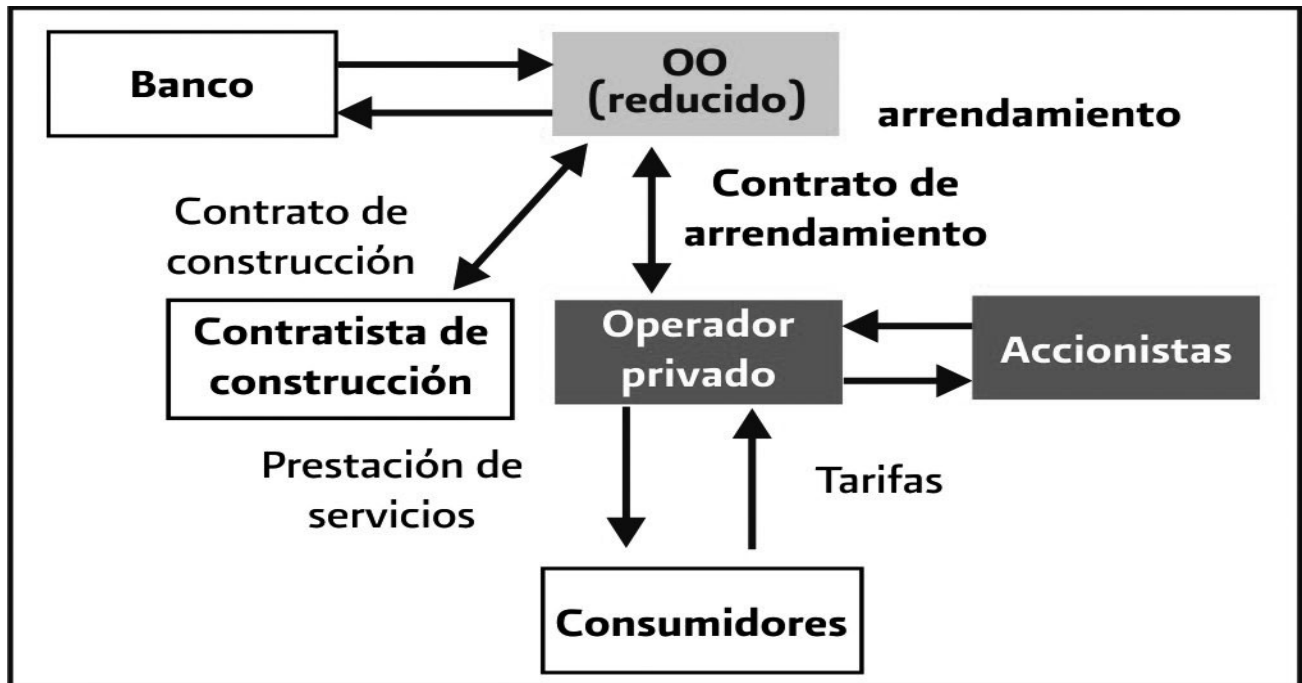 Banco
OO
(reducido)
arrendamiento
Contrato de
construcción
Contrato de
arrendamiento
Contratista de
construcción
Operador
privado
Accionistas
Prestación de
servicios
Tarifas
Consumidores